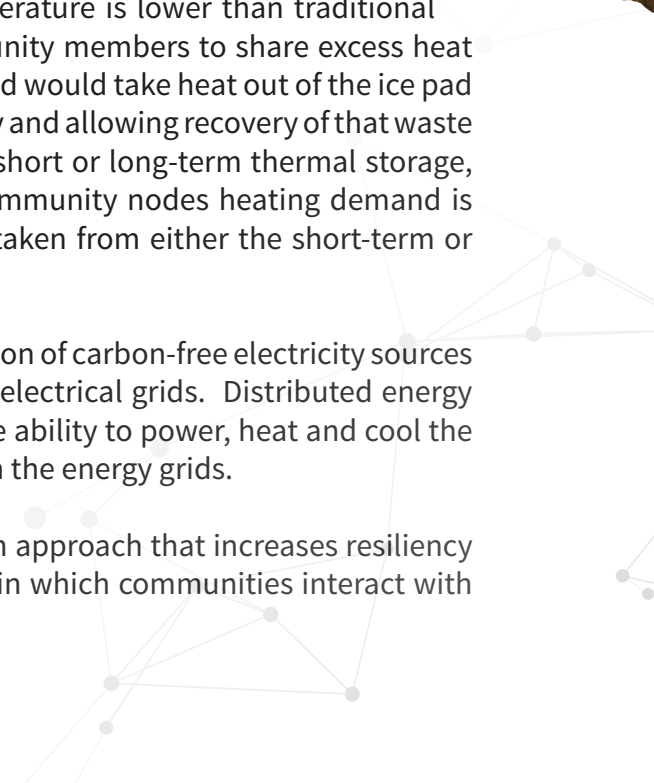 erature is lower than traditional
unity members to share excess heat
d would take heat out of the ice pad
y and allowing recovery of that waste
short or long-term thermal storage,
mmunity nodes heating demand is
taken from either the short-term or
on of carbon-free electricity sources
electrical grids.  Distributed energy
e ability to power, heat and cool the
the energy grids.
approach that increases resiliency
in which communities interact with